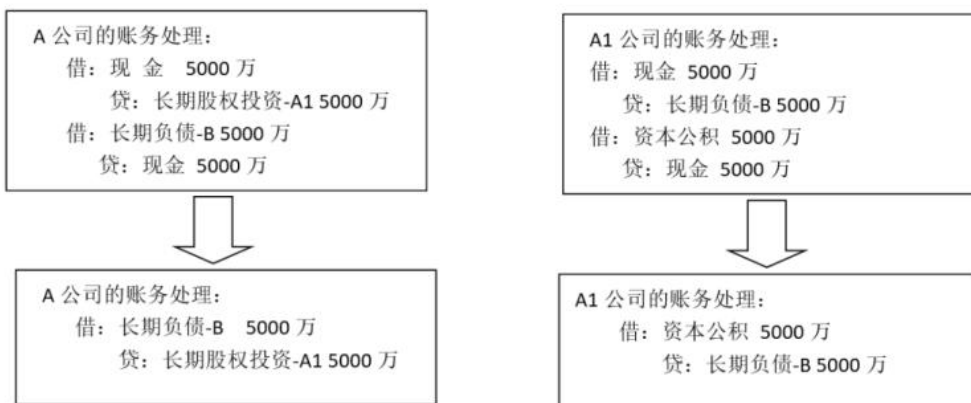 A 公司的账务处理：
借：现 金 5000 万
贷：长期股权投资-A1 5000 万
借：长期负债-B 5000 万
贷：现金 5000 万
A1 公司的账务处理：
借：现金 5000 万
贷：长期负债-B 5000 万
借：资本公积 5000 万
贷：现金 5000 万
A 公司的账务处理：
借：长期负债-B 5000 万
贷：长期股权投资-A1 5000 万
A1 公司的账务处理：
借：资本公积 5000 万
贷：长期负债-B 5000 万